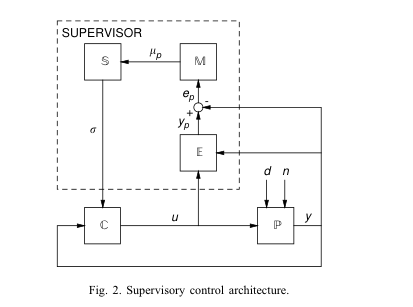 SUPERVISOR
𝕊
μp
𝕄
ep
-
+
yp
σ
𝔼
d n
ℂ
u
ℙ
y
Fig. 2. Supervisory control architecture.